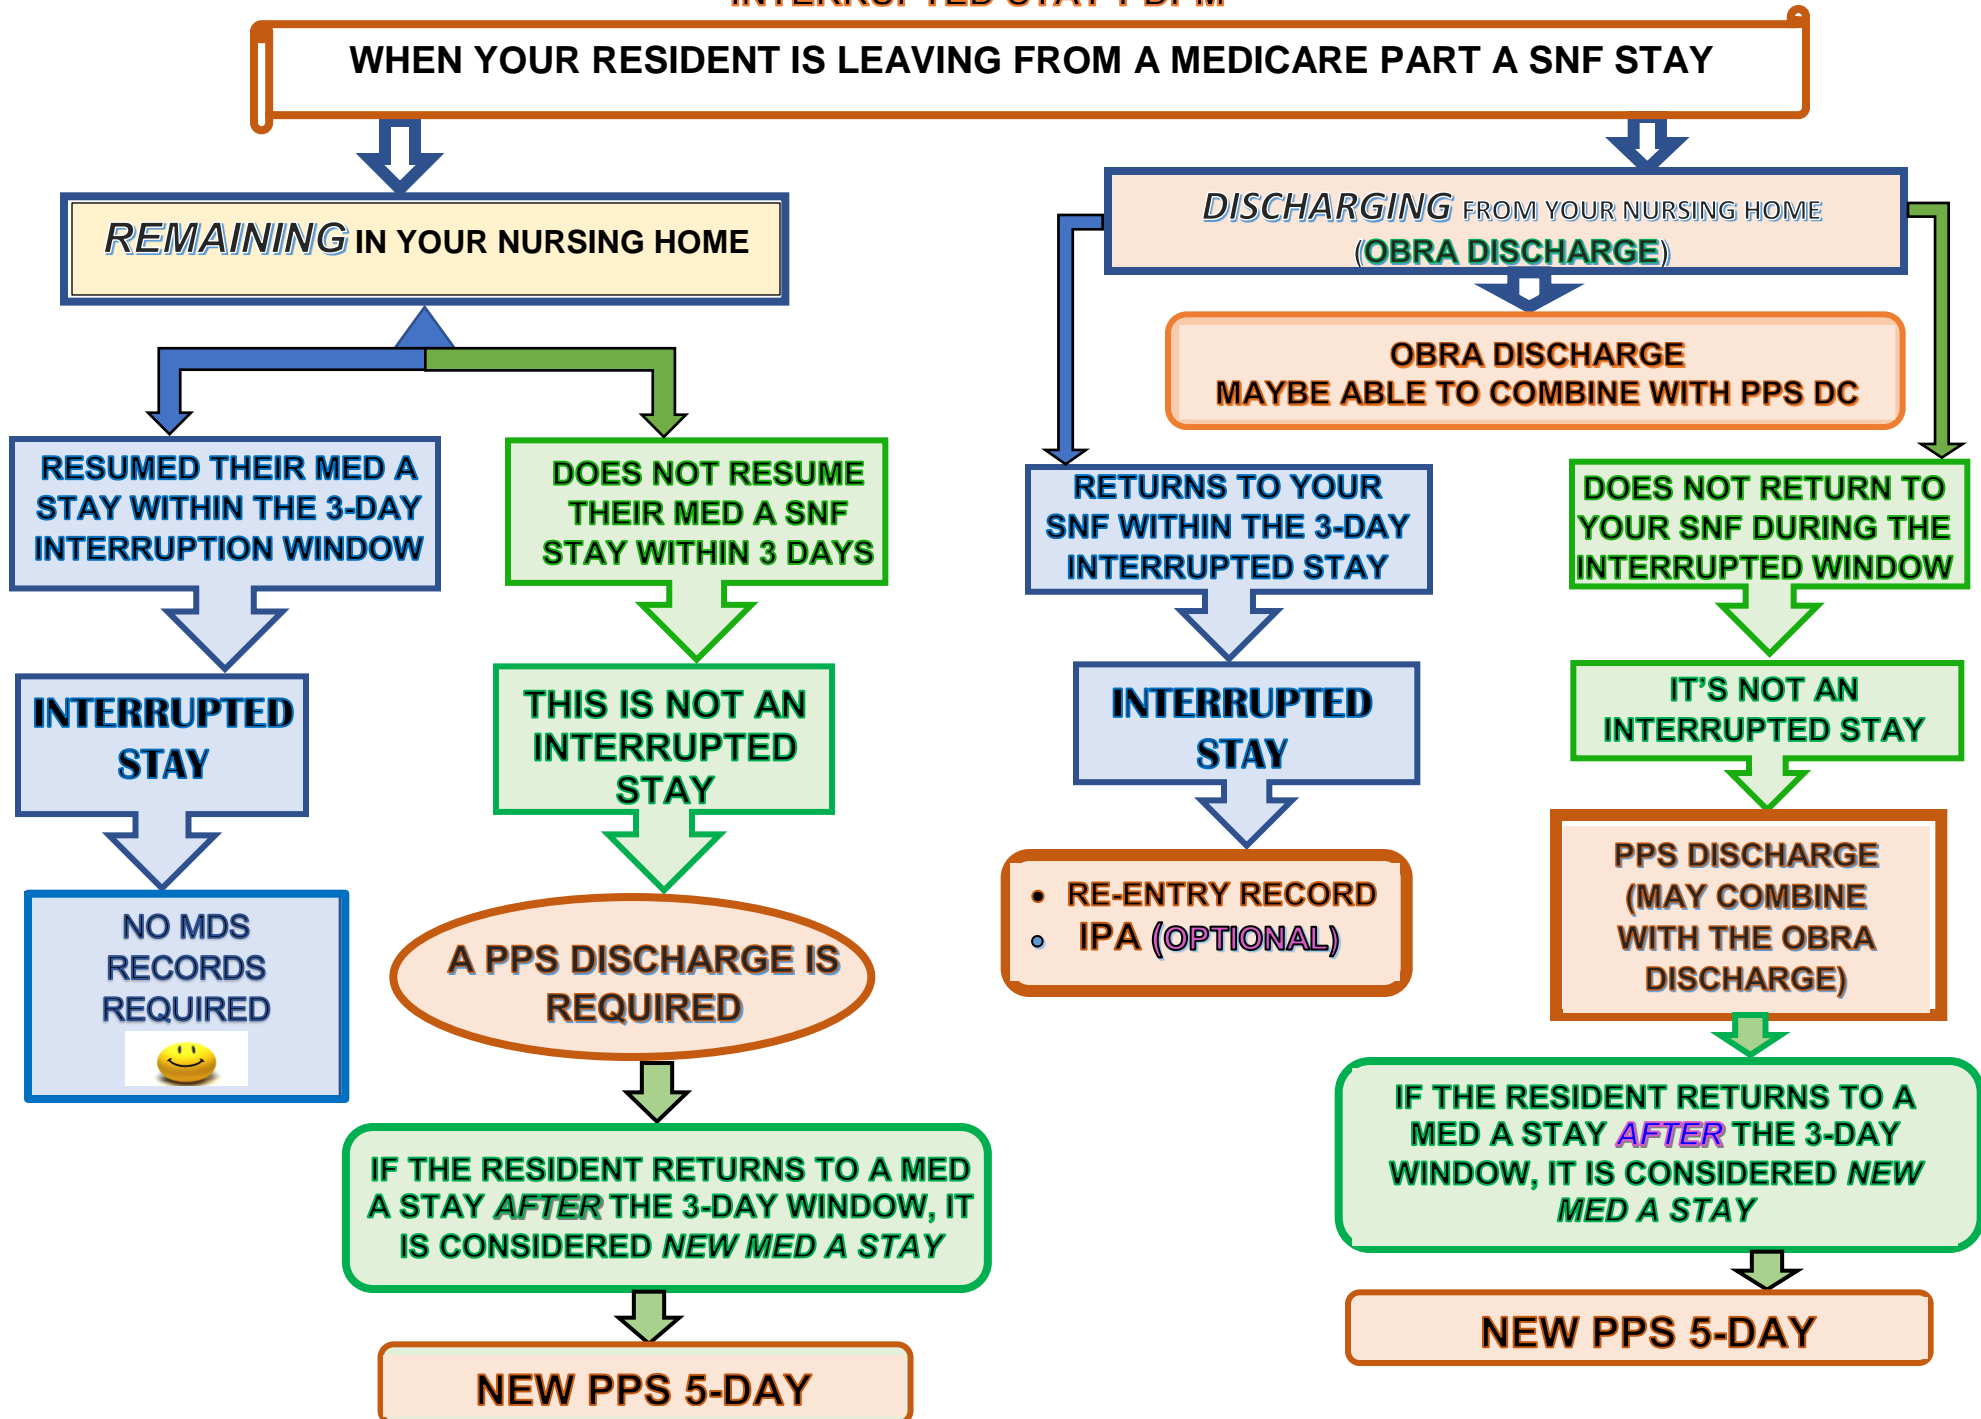 INTERRUPTED STAY PDPM
WHEN YOUR RESIDENT IS LEAVING FROM A MEDICARE PART A SNF STAY
REMAINING IN YOUR NURSING HOME
RESUMED THEIR MED A
STAY WITHIN THE 3-DAY
INTERRUPTION WINDOW
INTERRUPTED
STAY
NO MDS
RECORDS
REQUIRED
DOES NOT RESUME
THEIR MED A SNF
STAY WITHIN 3 DAYS
THIS IS NOT AN
INTERRUPTED
STAY
A PPS DISCHARGE IS
REQUIRED
IF THE RESIDENT RETURNS TO A MED
A STAY AFTER THE 3-DAY WINDOW, IT
IS CONSIDERED NEW MED A STAY
NEW PPS 5-DAY
DISCHARGING FROM YOUR NURSING HOME
(OBRA DISCHARGE)
OBRA DISCHARGE
MAYBE ABLE TO COMBINE WITH PPS DC
RETURNS TO YOUR
SNF WITHIN THE 3-DAY
INTERRUPTED STAY
INTERRUPTED
STAY
• RE-ENTRY RECORD
• IPA (OPTIONAL)
DOES NOT RETURN TO
YOUR SNF DURING THE
INTERRUPTED WINDOW
IT’S NOT AN
INTERRUPTED STAY
PPS DISCHARGE
(MAY COMBINE
WITH THE OBRA
DISCHARGE)
IF THE RESIDENT RETURNS TO A
MED A STAY AFTER THE 3-DAY
WINDOW, IT IS CONSIDERED NEW
MED A STAY
NEW PPS 5-DAY